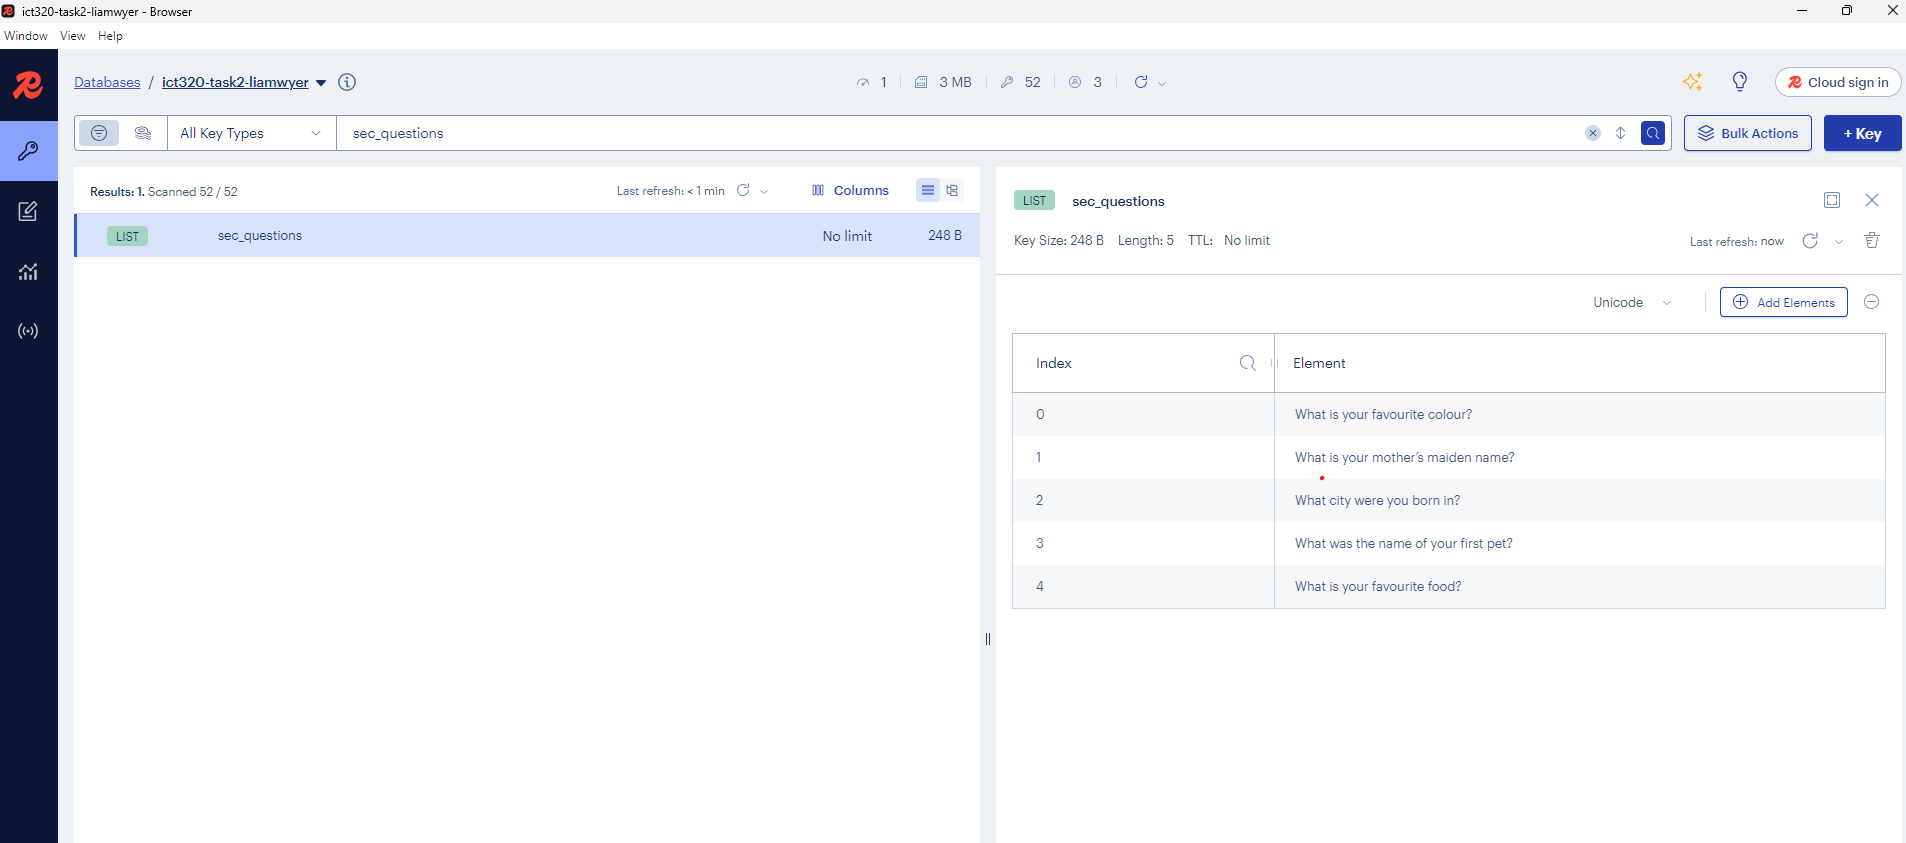 ict320-task2-liamwyer - Browser
Window View Help
Databases / ict320-task2-liamwyer
1 3 MB 52 3
Cloud sign in
All Key Types
sec_questions
Bulk Actions
+ Key
Results: 1. Scanned 52 / 52
Last refresh: < 1 min
Columns
LIST sec_questions No limit 248 B
LIST sec_questions
Key Size: 248 B Length: 5 TTL: No limit
Last refresh: now
Unicode
Add Elements
Index Element
0 What is your favourite colour?
1 What is your mother's maiden name?
2 What city were you born in?
3 What was the name of your first pet?
4 What is your favourite food?